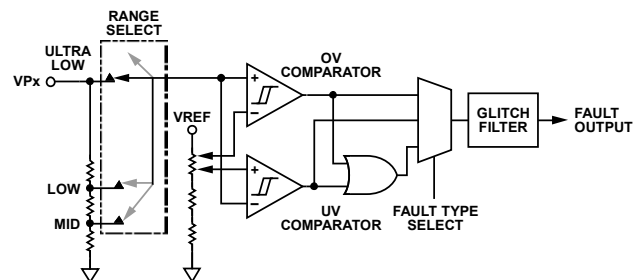 RANGE
SELECT
ULTRA
LOW
VPx
LOW
MID
VREF
+
−
OV
COMPARATOR
+
−
UV
COMPARATOR
FAULT TYPE
SELECT
GLITCH
FILTER
FAULT
OUTPUT